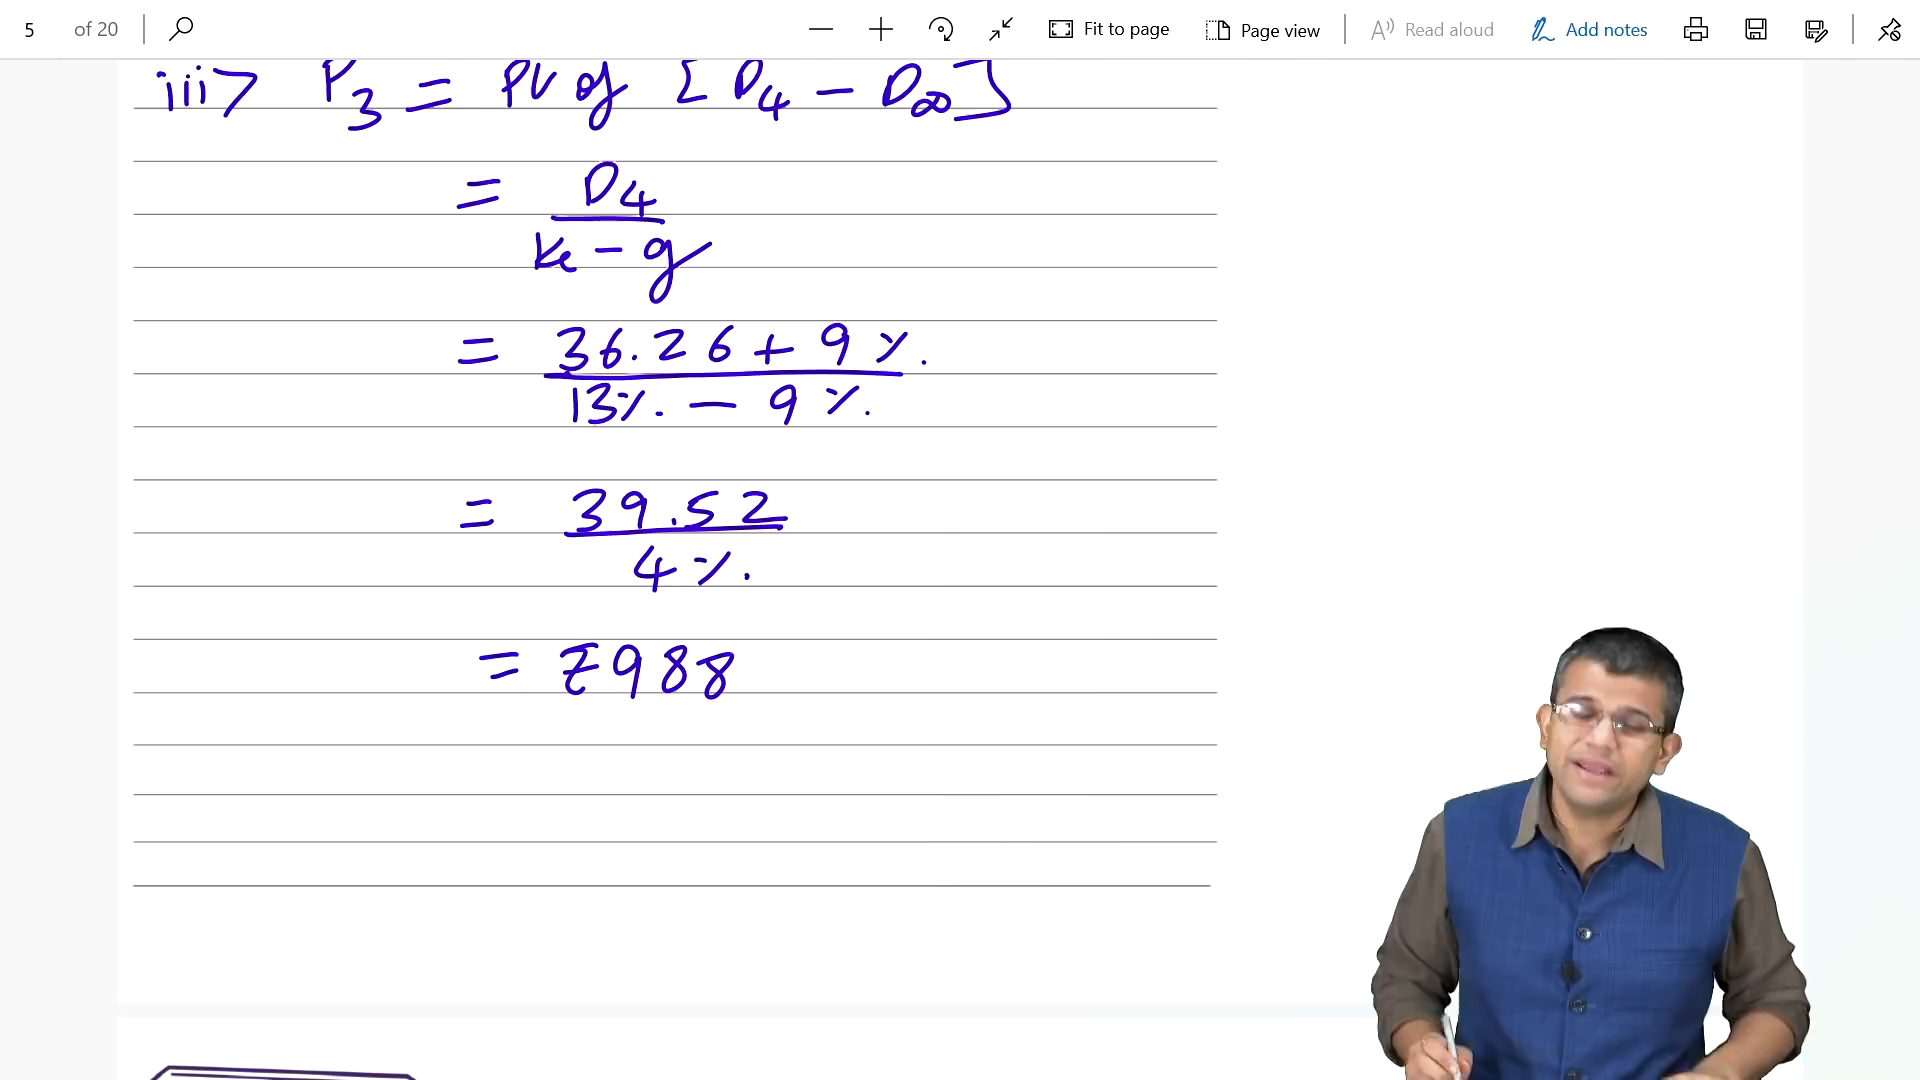 5 of 20 Fit to page Page view Read aloud Add notes
iii> P3 = PV of [D4 - D∞]
= D4
ke - g
= 36.26 + 9%.
13%. - 9%.
= 39.52
4%.
= ₹988